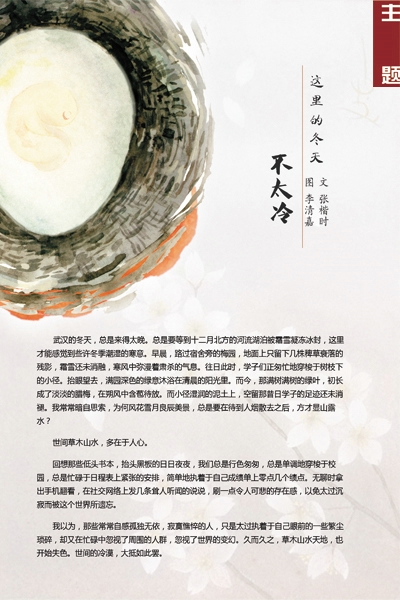 主
题
这里的冬天
不太冷
文 张楷时
图 李清嘉
武汉的冬天，总是来得太晚。总是要等到十二月北方的河流湖泊被霜雪凝冻冰封，这里
才能感觉到些许冬季潮湿的寒意。早晨，路过宿舍旁的梅园，地面上只留下几株稗草衰落的
残影，霜雪还未消融，寒风中弥漫着肃杀的气息。往日此时，学子们正匆忙地穿梭于树枝下
的小径。抬眼望去，满园深色的绿意沐浴在清晨的阳光里。而今，那满树满树的绿叶，初长
成了淡淡的腊梅，在朔风中含苞待放。而小径湿润的泥土上，空留那昔日学子的足迹还未消
褪。我常常暗自思索，为何风花雪月良辰美景，总是要在待到人烟散去之后，方才显山露
水？
世间草木山水，多在于人心。
回想那些低头书本，抬头黑板的日日夜夜，我们总是行色匆匆，总是单调地穿梭于校
园，总是忙碌于日程表上紧张的安排，简单地执着于自己成绩单上零点几个绩点。无聊时拿
出手机翻看，在社交网络上发几条耸人听闻的说说，刷一点令人可悲的存在感，以免太过沉
寂而被这个世界所遗忘。
我以为，那些常常自感孤独无依，寂寞憔悴的人，只是太过执着于自己眼前的一些繁尘
琐碎，却又在忙碌中忽视了周围的人群，忽视了世界的变幻。久而久之，草木山水天地，也
开始失色。世间的冷漠，大抵如此罢。